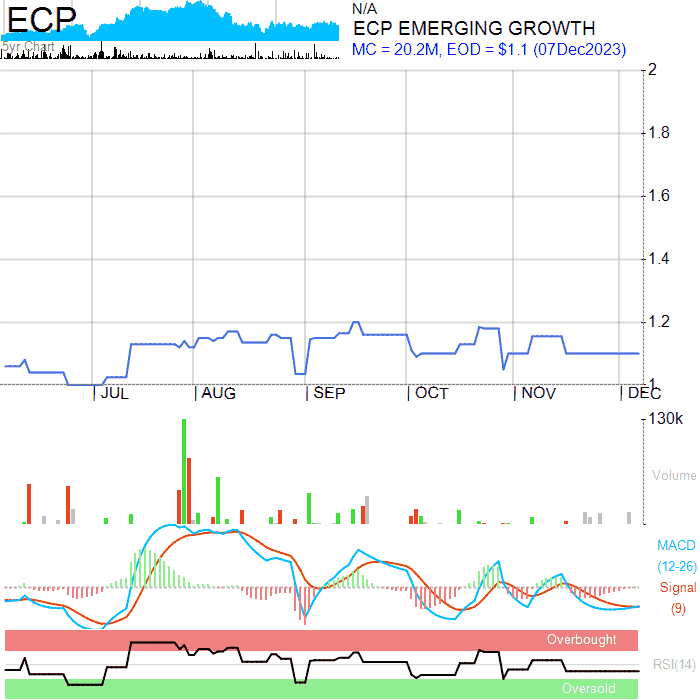 ECP
5yr Chart
N/A
ECP EMERGING GROWTH
MC = 20.2M, EOD = $1.1 (07Dec2023)
2
1.8
1.6
1.4
1.2
1
JUL AUG SEP OCT NOV DEC
130k
Volume
MACD
(12-26)
Signal
(9)
Overbought
RSI(14)
Oversold